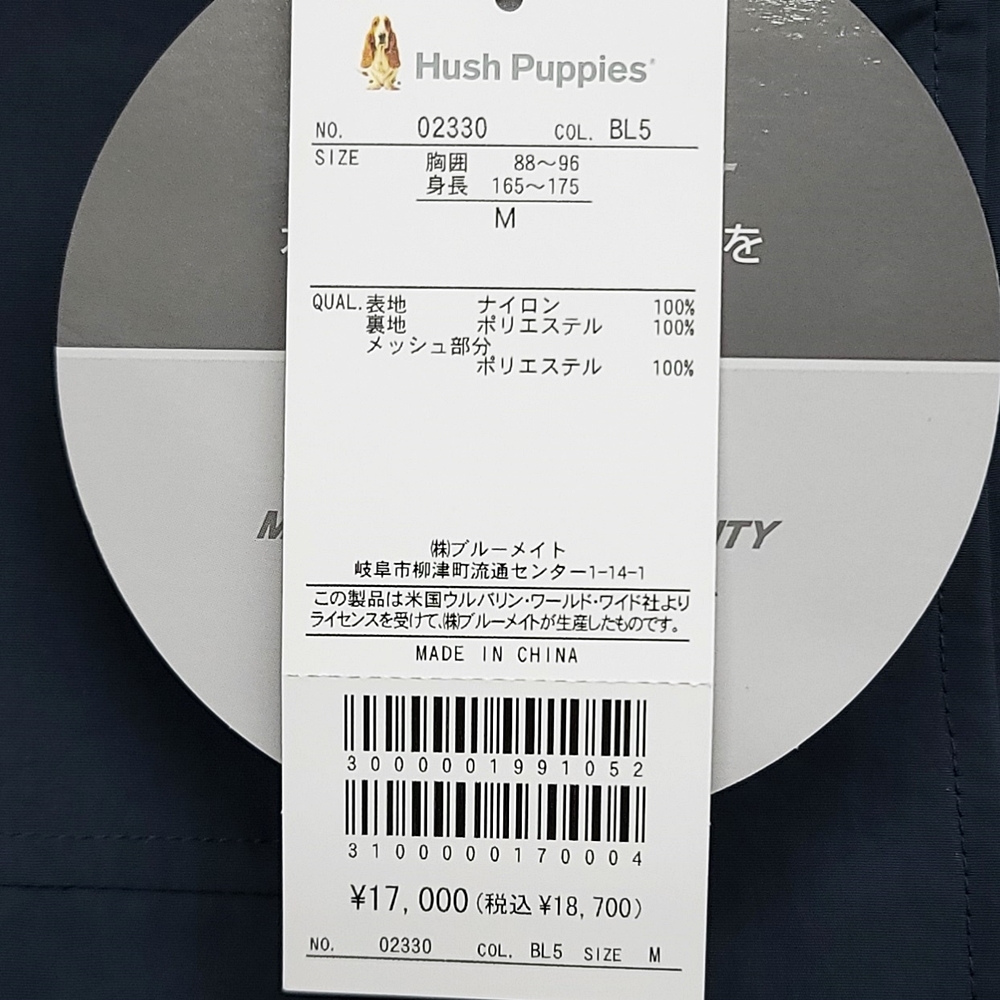 Hush Puppies
NO. 02330 COL. BL5
SIZE 胸囲 88〜96
身長 165〜175
M
を
QUAL. 表地 ナイロン 100%
裏地 ポリエステル 100%
メッシュ部分
ポリエステル 100%
㈱ブルーメイト
岐阜市柳津町流通センター1-14-1
この製品は米国ウルバリン・ワールド・ワイド社より
ライセンスを受けて、㈱ブルーメイトが生産したものです。
MADE IN CHINA
3000001991052
3100000170004
¥17,000(税込¥18,700)
NO. 02330 COL. BL5 SIZE M